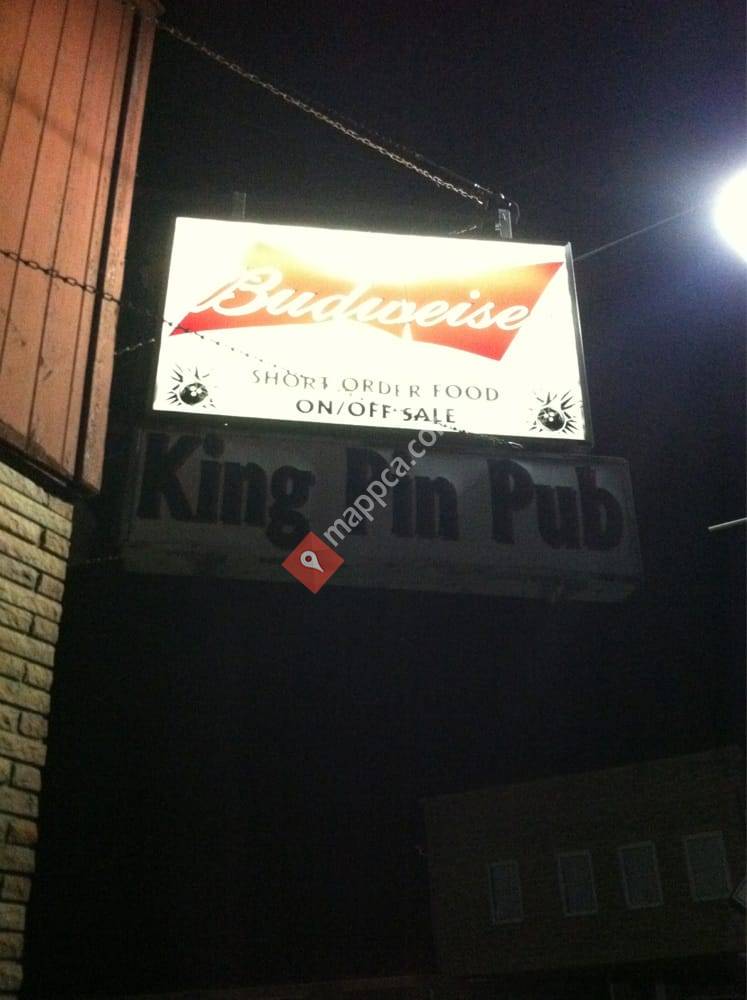 Budweise
SHORT ORDER FOOD
ON/OFF SALE
King Pin Pub
mappca.com